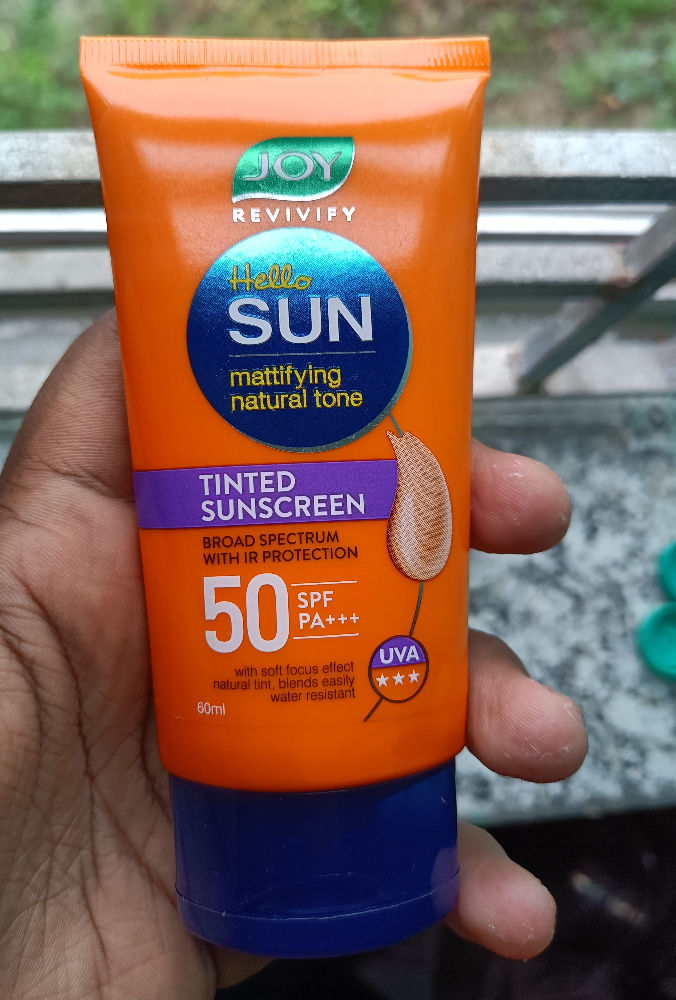 JOY
REVIVIFY
Hello
SUN
mattifying
natural tone
TINTED
SUNSCREEN
BROAD SPECTRUM
WITH IR PROTECTION
50 SPF
PA+++
UVA
with soft focus effect
natural tint, blends easily
water resistant
60ml